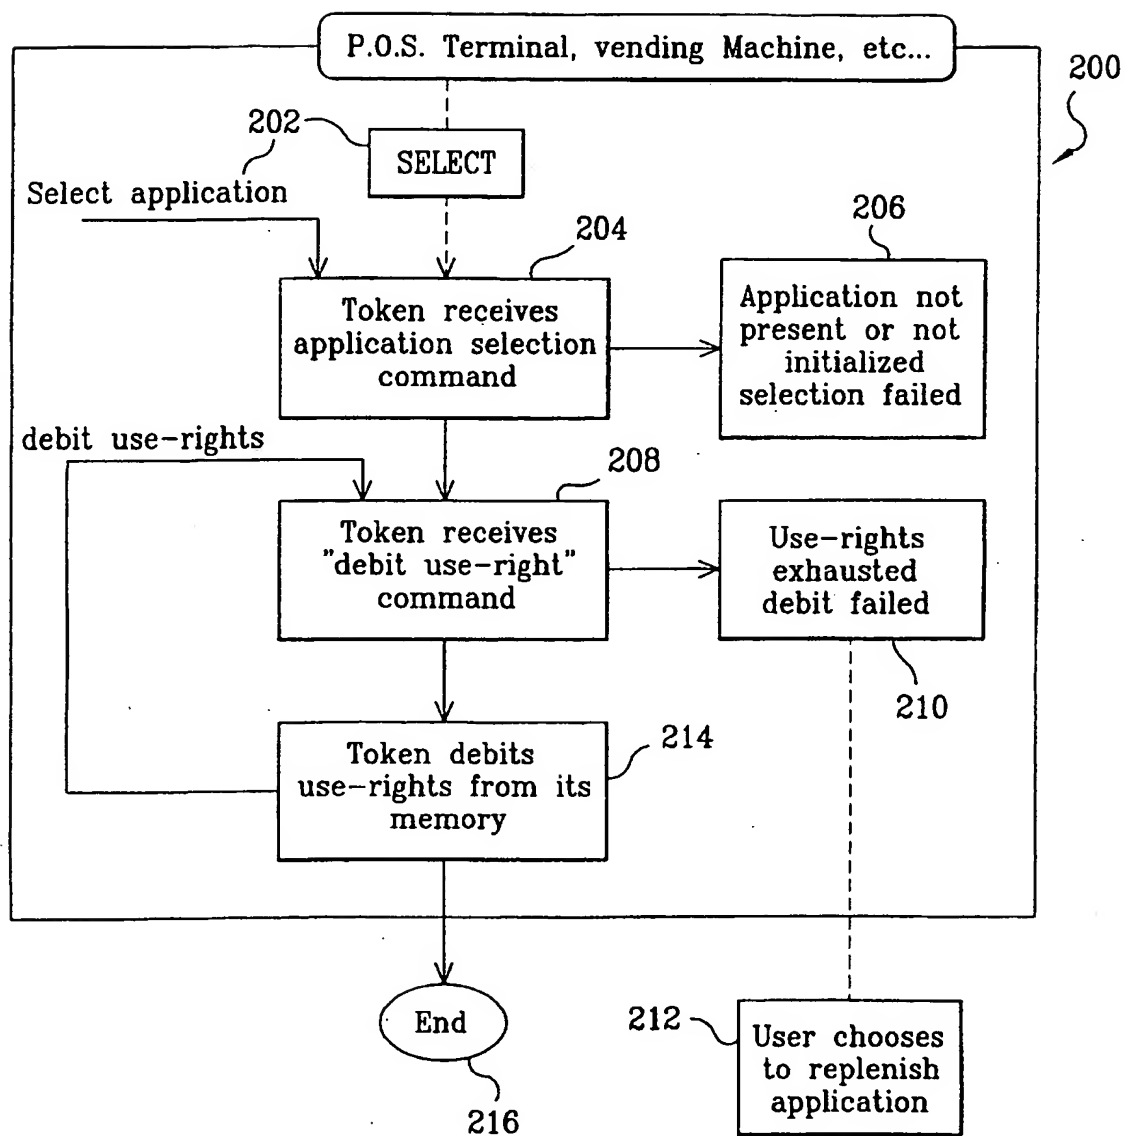 P.O.S. Terminal, vending Machine, etc...
200
202
SELECT
Select application
204
206
Token receives
application selection
command
Application not
present or not
initialized
selection failed
debit use-rights
208
Token receives
"debit use-right"
command
Use-rights
exhausted
debit failed
210
214
Token debits
use-rights from its
memory
End
212
User chooses
to replenish
application
216